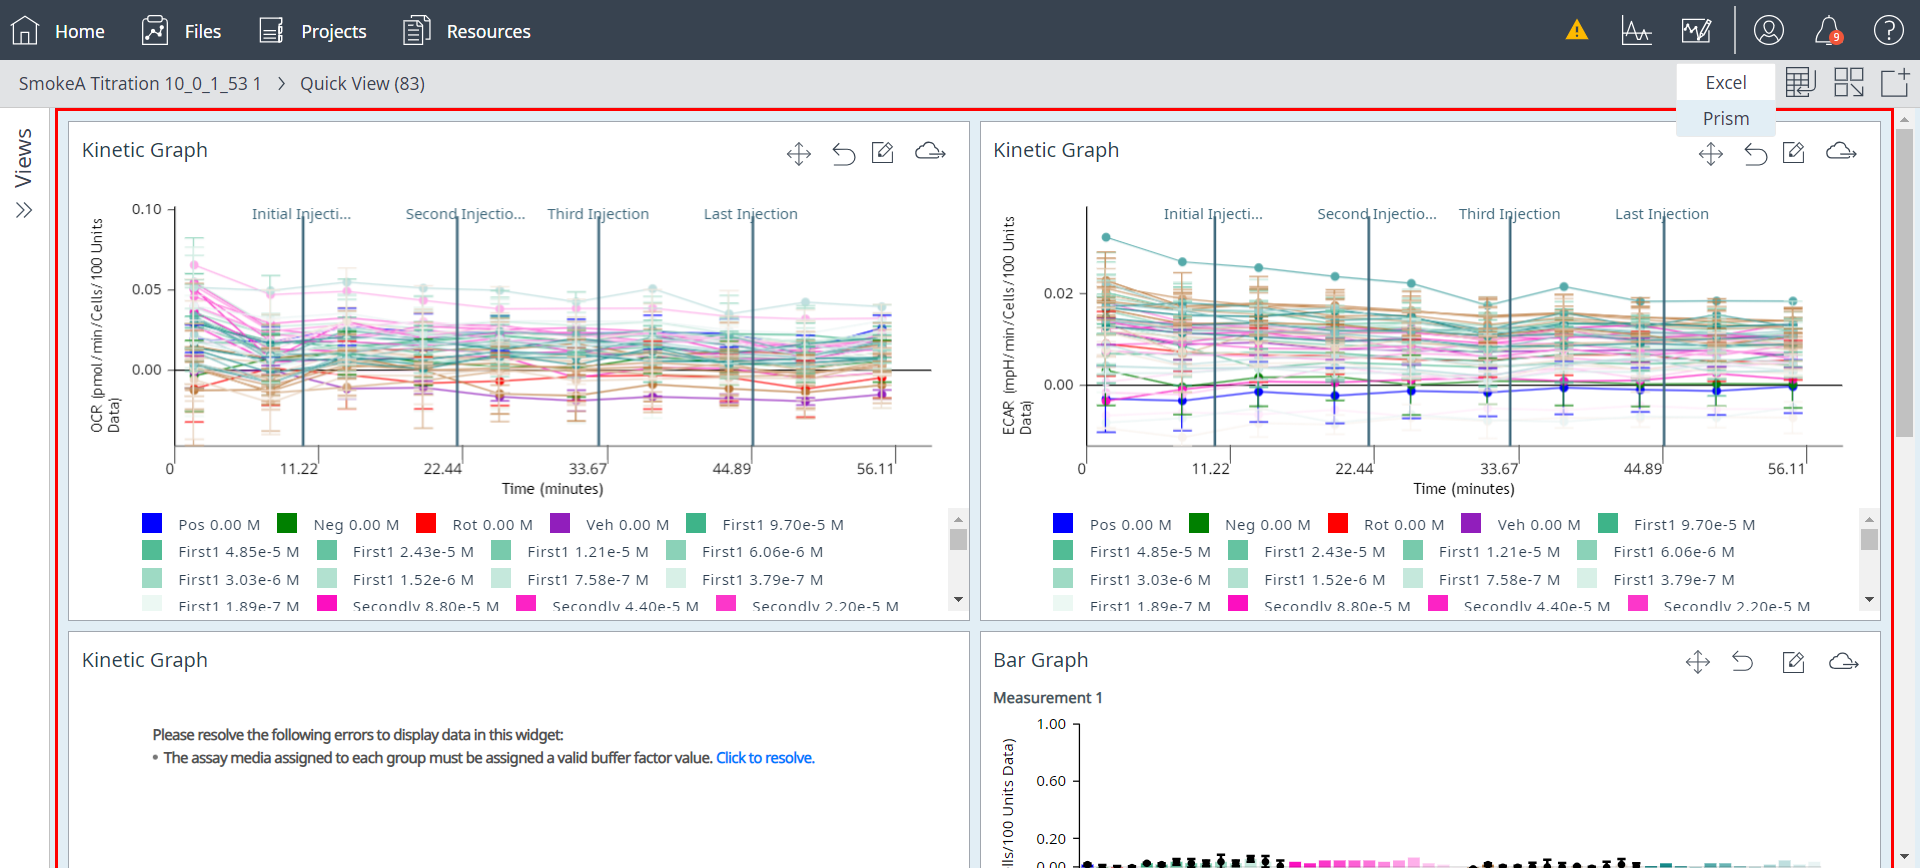 Home Files Projects Resources 9
SmokeA Titration 10_0_1_53 1 > Quick View (83)
Excel
Prism
Views
Kinetic Graph
Initial Injecti... Second Injectio... Third Injection Last Injection
0.10
0.05
0.00
OCR (pmol/min/Cells/100 Units Data)
0 11.22 22.44 33.67 44.89 56.11
Time (minutes)
Pos 0.00 M Neg 0.00 M Rot 0.00 M Veh 0.00 M First1 9.70e-5 M
First1 4.85e-5 M First1 2.43e-5 M First1 1.21e-5 M First1 6.06e-6 M
First1 3.03e-6 M First1 1.52e-6 M First1 7.58e-7 M First1 3.79e-7 M
First1 1.89e-7 M Secondly 8.80e-5 M Secondly 4.40e-5 M Secondly 2.20e-5 M
Kinetic Graph
Initial Injecti... Second Injectio... Third Injection Last Injection
0.02
0.00
ECAR (mpH/min/Cells/100 Units Data)
0 11.22 22.44 33.67 44.89 56.11
Time (minutes)
Pos 0.00 M Neg 0.00 M Rot 0.00 M Veh 0.00 M First1 9.70e-5 M
First1 4.85e-5 M First1 2.43e-5 M First1 1.21e-5 M First1 6.06e-6 M
First1 3.03e-6 M First1 1.52e-6 M First1 7.58e-7 M First1 3.79e-7 M
First1 1.89e-7 M Secondly 8.80e-5 M Secondly 4.40e-5 M Secondly 2.20e-5 M
Kinetic Graph
Please resolve the following errors to display data in this widget:
• The assay media assigned to each group must be assigned a valid buffer factor value. Click to resolve.
Bar Graph
Measurement 1
1.00
0.60
0.20
0.00
lls/100 Units Data)